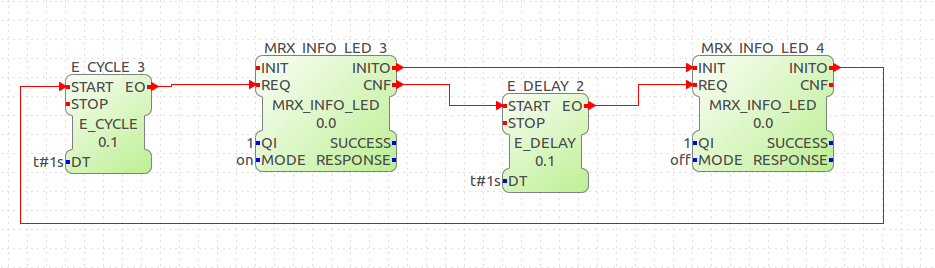 E_CYCLE_3
START EO
STOP
E_CYCLE
0.1
t#1s DT
MRX_INFO_LED_3
INIT INITO
REQ CNF
MRX_INFO_LED
0.0
1 QI SUCCESS
on MODE RESPONSE
E_DELAY_2
START EO
STOP
E_DELAY
0.1
t#1s DT
MRX_INFO_LED_4
INIT INITO
REQ CNF
MRX_INFO_LED
0.0
1 QI SUCCESS
off MODE RESPONSE